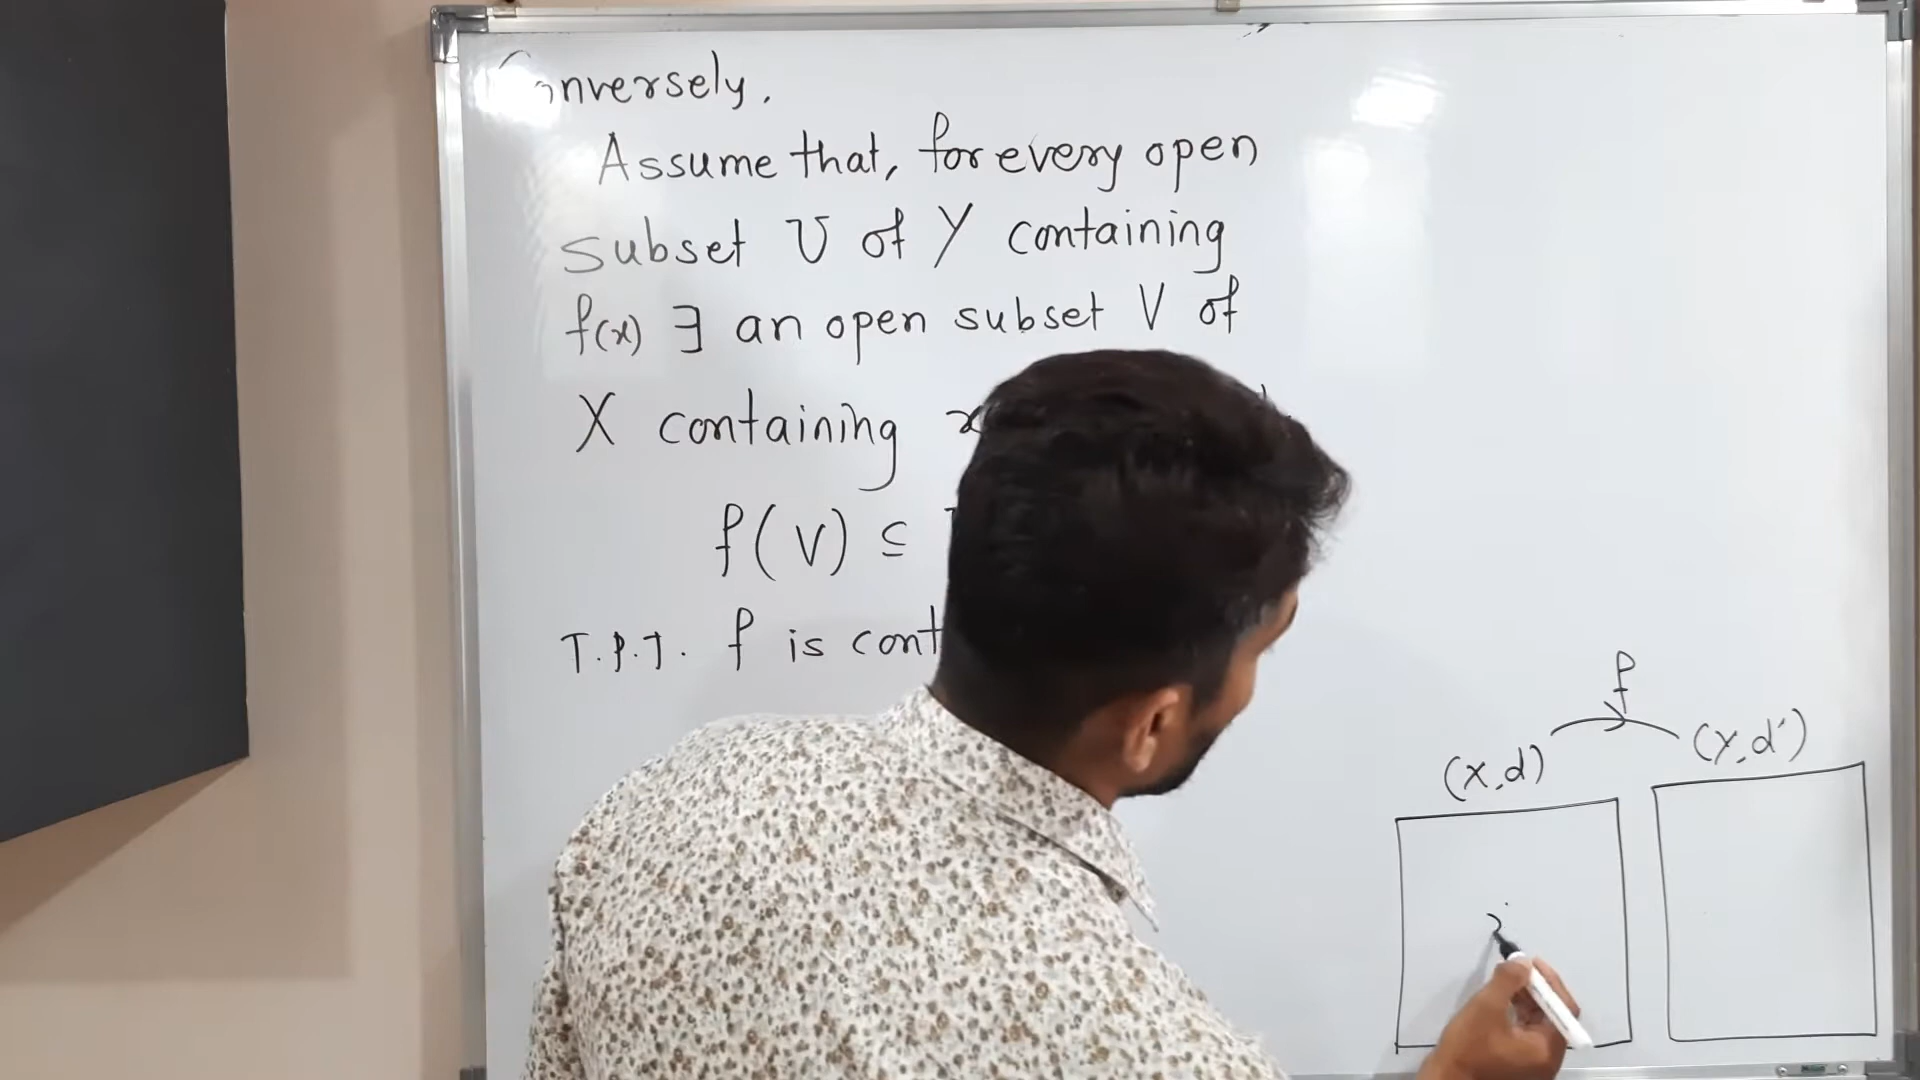 Conversely,
Assume that, for every open
subset U of Y containing
f(x) ∃ an open subset V of
X containing x
f(V) ⊆
T.P.T. f is cont
f
(X,d)
(Y,d')